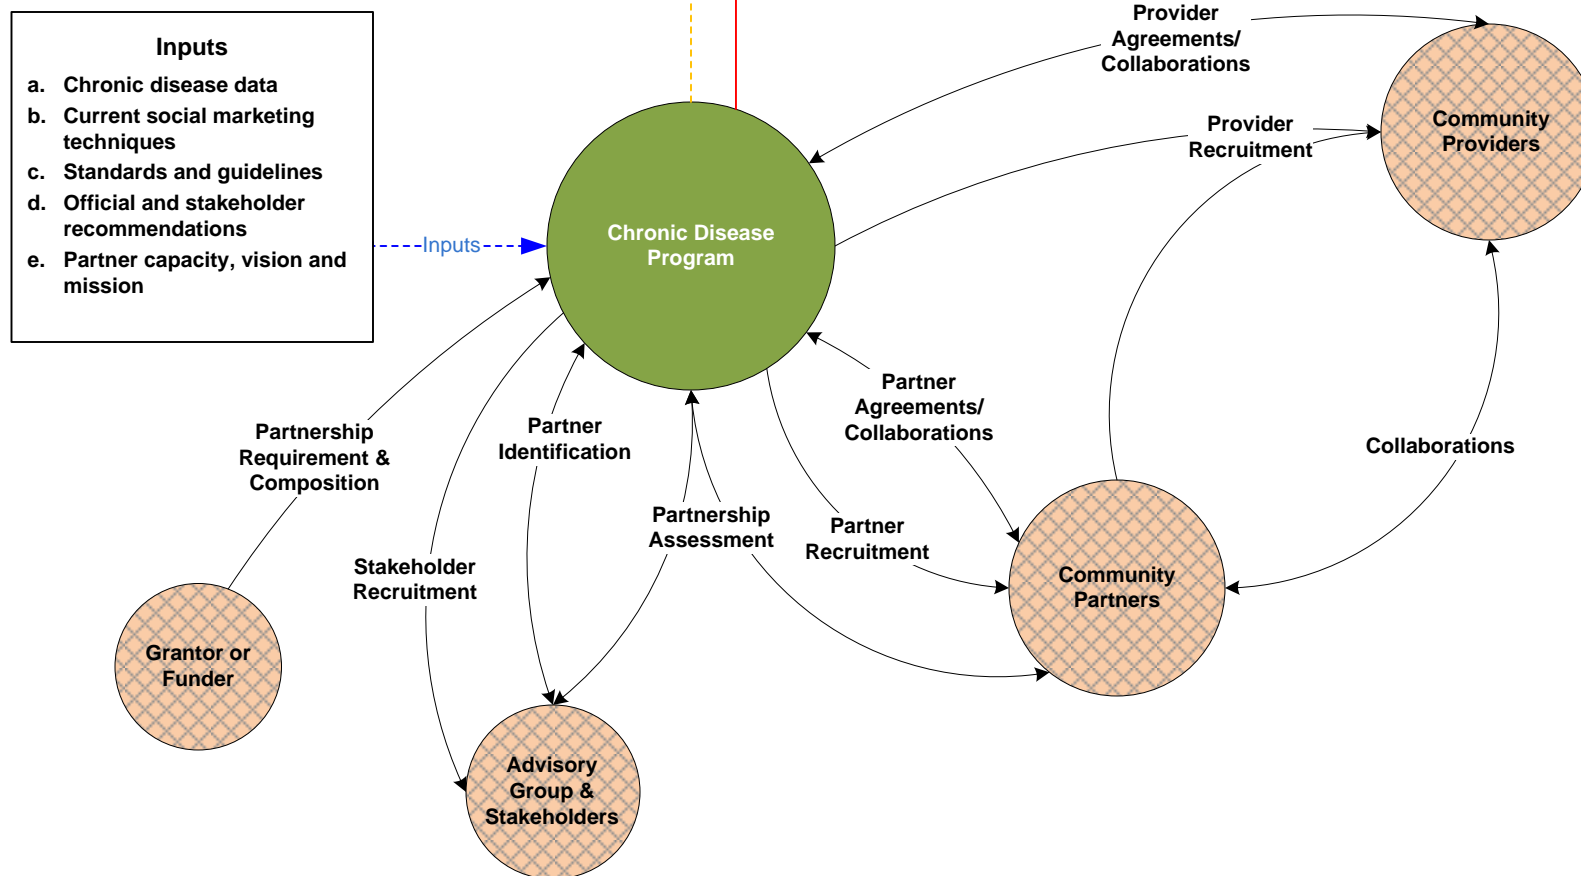 Inputs
a. Chronic disease data
b. Current social marketing
techniques
c. Standards and guidelines
d. Official and stakeholder
recommendations
e. Partner capacity, vision and
mission
Inputs
Chronic Disease
Program
Provider
Agreements/
Collaborations
Provider
Recruitment
Community
Providers
Partner
Agreements/
Collaborations
Collaborations
Partnership
Requirement &
Composition
Partner
Identification
Stakeholder
Recruitment
Partnership
Assessment
Partner
Recruitment
Community
Partners
Grantor or
Funder
Advisory
Group &
Stakeholders